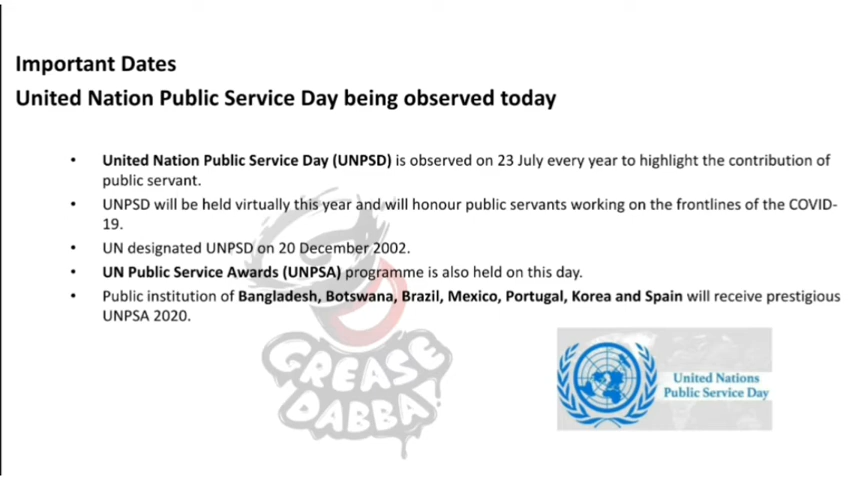 Important Dates
United Nation Public Service Day being observed today
• United Nation Public Service Day (UNPSD) is observed on 23 July every year to highlight the contribution of
public servant.
• UNPSD will be held virtually this year and will honour public servants working on the frontlines of the COVID-
19.
• UN designated UNPSD on 20 December 2002.
• UN Public Service Awards (UNPSA) programme is also held on this day.
• Public institution of Bangladesh, Botswana, Brazil, Mexico, Portugal, Korea and Spain will receive prestigious
UNPSA 2020.
GREASE
DABBA
United Nations
Public Service Day